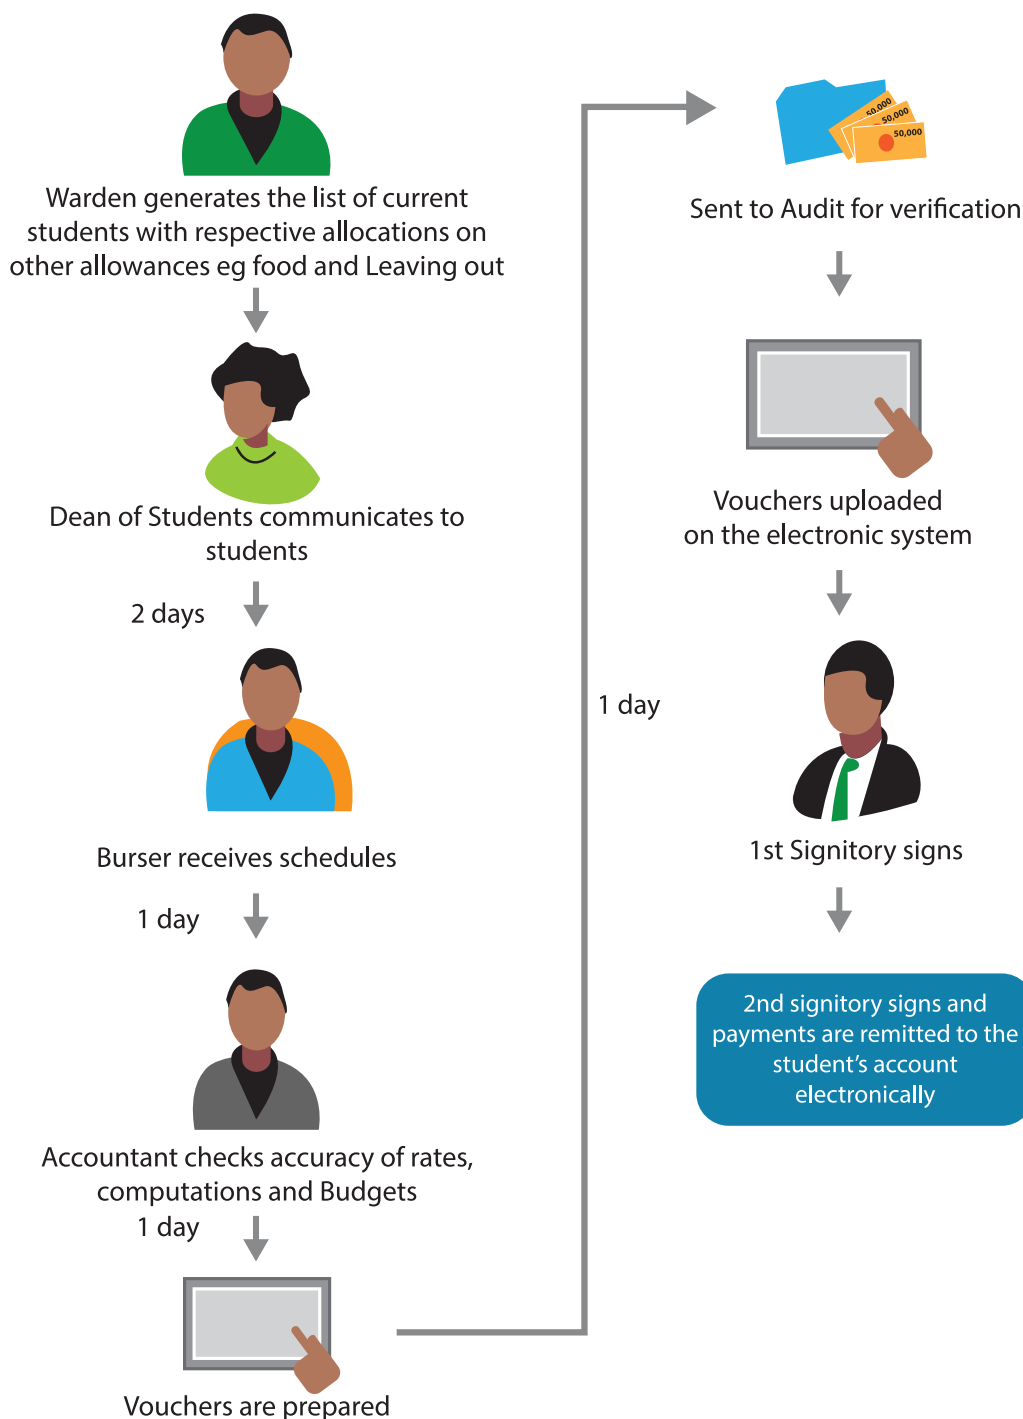 Warden generates the list of current
students with respective allocations on
other allowances eg food and Leaving out
Dean of Students communicates to
students
2 days
Burser receives schedules
1 day
Accountant checks accuracy of rates,
computations and Budgets
1 day
Vouchers are prepared
1 day
50,000
50,000
50,000
Sent to Audit for verification
Vouchers uploaded
on the electronic system
1st Signitory signs
2nd signitory signs and
payments are remitted to the
student’s account
electronically